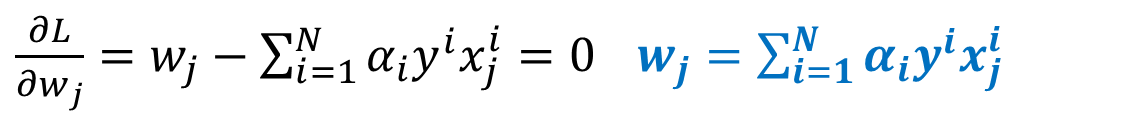 ∂L/∂w_j = w_j − ∑_{i=1}^{N} α_i y^i x_j^i = 0 w_j = ∑_{i=1}^{N} α_i y^i x_j^i